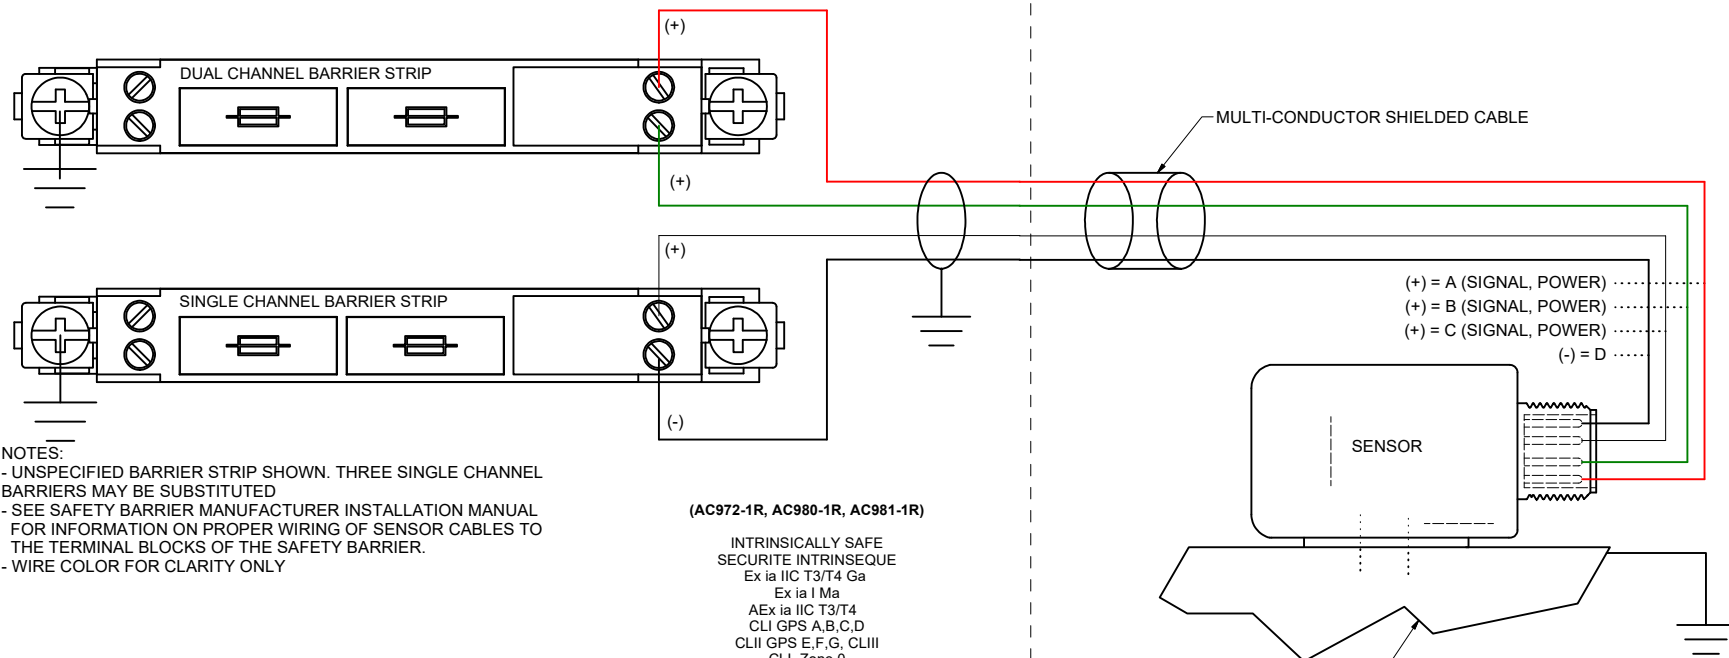 (+)
DUAL CHANNEL BARRIER STRIP
MULTI-CONDUCTOR SHIELDED CABLE
(+)
(+)
SINGLE CHANNEL BARRIER STRIP
(+) = A (SIGNAL, POWER)
(+) = B (SIGNAL, POWER)
(+) = C (SIGNAL, POWER)
(-) = D
(-)
SENSOR
NOTES:
- UNSPECIFIED BARRIER STRIP SHOWN. THREE SINGLE CHANNEL
BARRIERS MAY BE SUBSTITUTED
- SEE SAFETY BARRIER MANUFACTURER INSTALLATION MANUAL
FOR INFORMATION ON PROPER WIRING OF SENSOR CABLES TO
THE TERMINAL BLOCKS OF THE SAFETY BARRIER.
- WIRE COLOR FOR CLARITY ONLY
(AC972-1R, AC980-1R, AC981-1R)
INTRINSICALLY SAFE
SECURITE INTRINSEQUE
Ex ia IIC T3/T4 Ga
Ex ia I Ma
AEx ia IIC T3/T4
CLI GPS A,B,C,D
CLII GPS E,F,G, CLIII
CLI, Zone 0